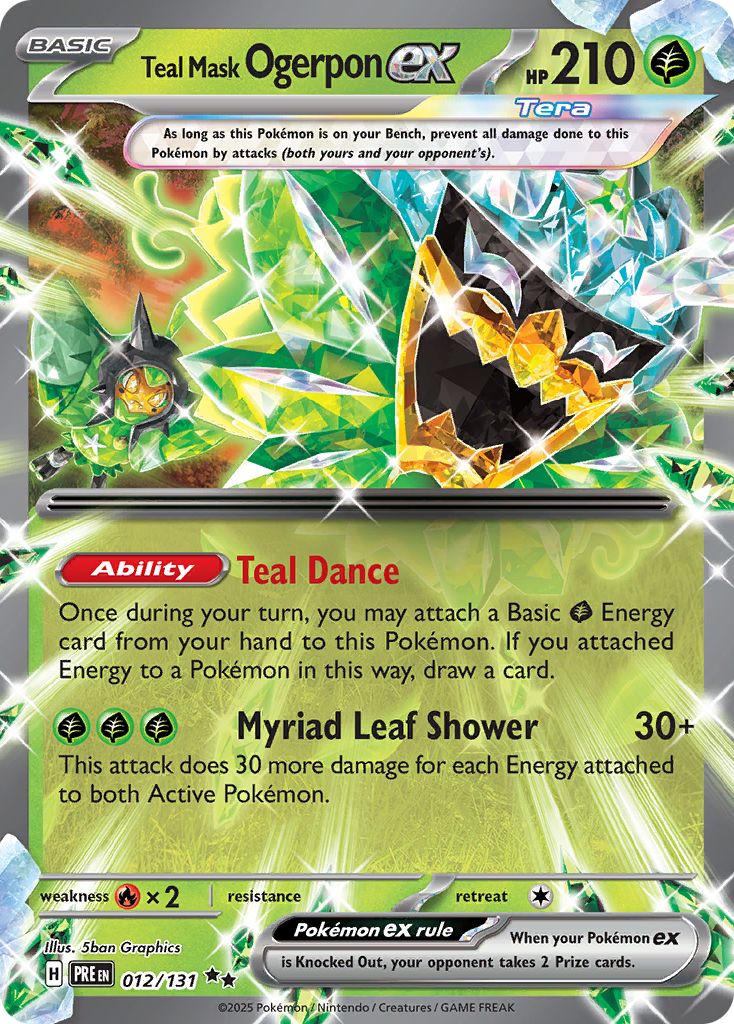 BASIC
Teal Mask Ogerpon ex HP 210
Tera
As long as this Pokémon is on your Bench, prevent all damage done to this
Pokémon by attacks (both yours and your opponent's).
Ability Teal Dance
Once during your turn, you may attach a Basic Energy
card from your hand to this Pokémon. If you attached
Energy to a Pokémon in this way, draw a card.
Myriad Leaf Shower 30+
This attack does 30 more damage for each Energy attached
to both Active Pokémon.
weakness ×2 resistance retreat
Illus. 5ban Graphics
Pokémon ex rule When your Pokémon ex
is Knocked Out, your opponent takes 2 Prize cards.
H PRE EN 012/131
©2025 Pokémon / Nintendo / Creatures / GAME FREAK